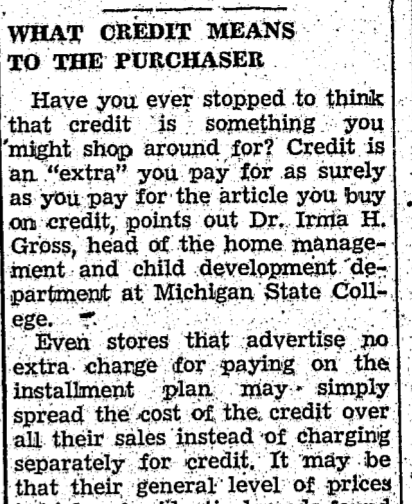 WHAT CREDIT MEANS
TO THE PURCHASER
Have you ever stopped to think
that credit is something you
might shop around for? Credit is
an "extra" you pay for as surely
as you pay for the article you buy
on credit, points out Dr. Irma H.
Gross, head of the home manage-
ment and child development de-
partment at Michigan State Coll-
ege.
Even stores that advertise no
extra charge for paying on the
installment plan may simply
spread the cost of the credit over
all their sales instead of charging
separately for credit. It may be
that their general level of prices